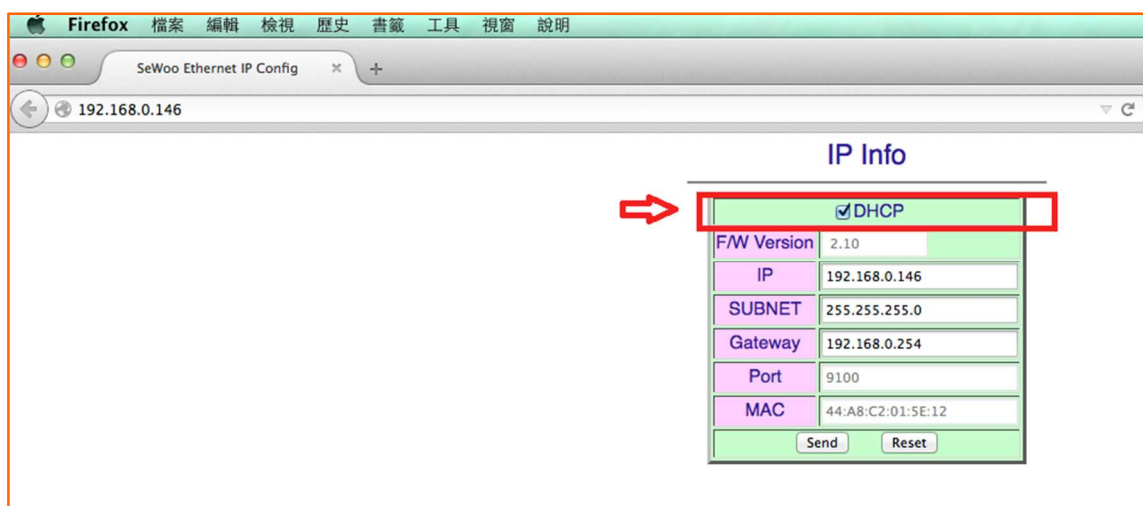 Firefox 檔案 編輯 檢視 歷史 書籤 工具 視窗 說明
SeWoo Ethernet IP Config
192.168.0.146
IP Info
DHCP
F/W Version 2.10
IP 192.168.0.146
SUBNET 255.255.255.0
Gateway 192.168.0.254
Port 9100
MAC 44:A8:C2:01:5E:12
Send Reset